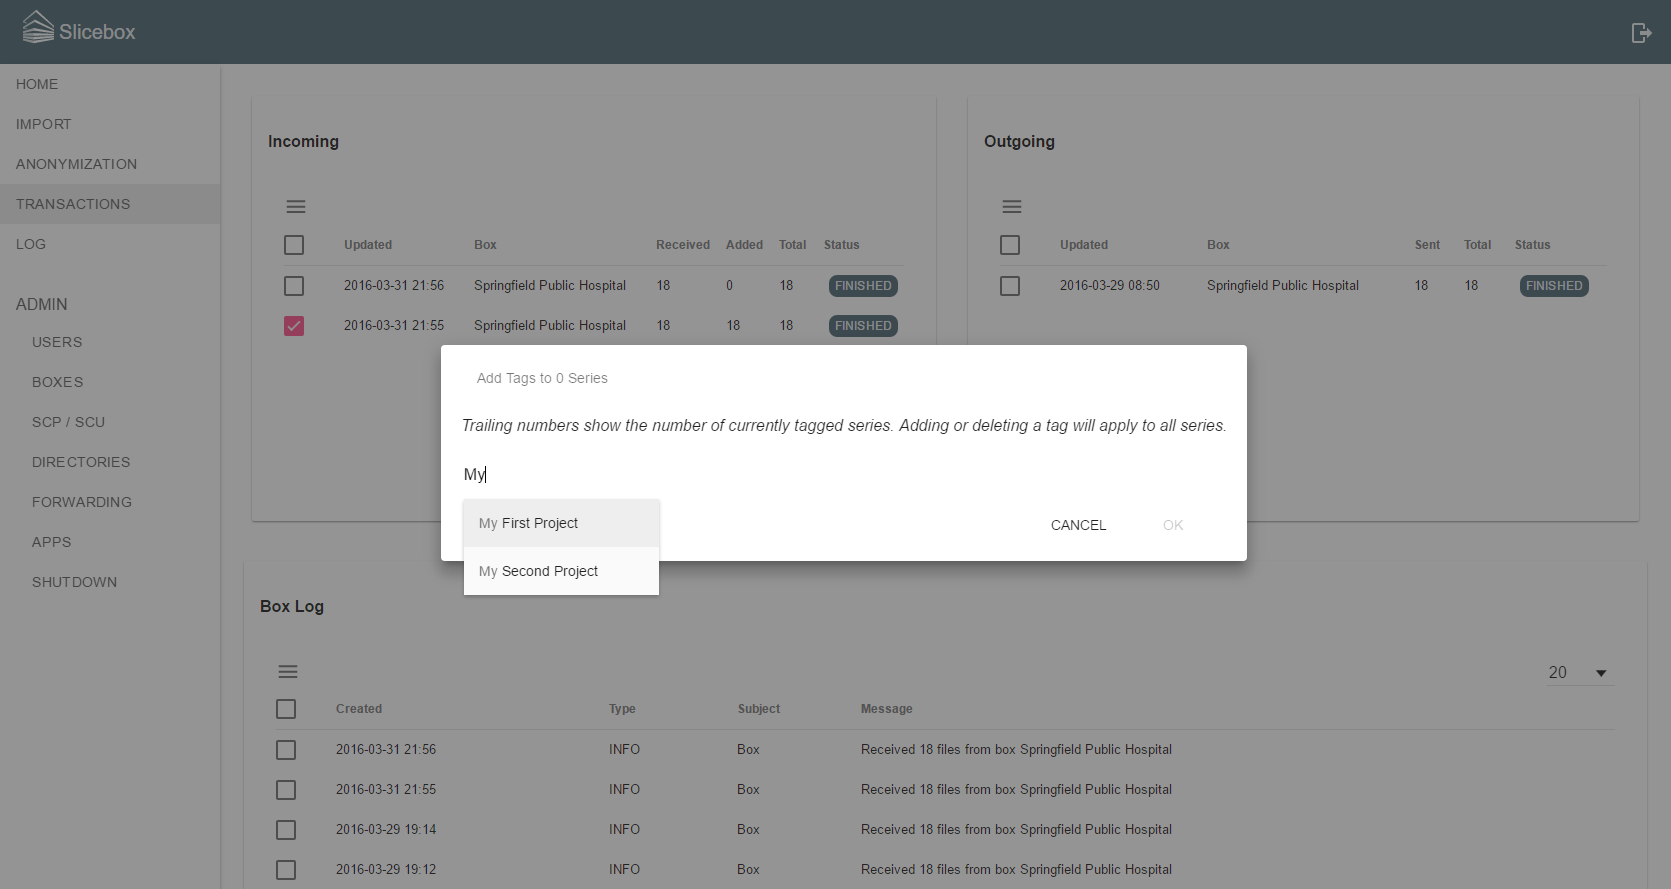 Slicebox
HOME
IMPORT
ANONYMIZATION
TRANSACTIONS
LOG
ADMIN
USERS
BOXES
SCP / SCU
DIRECTORIES
FORWARDING
APPS
SHUTDOWN
Incoming
Updated Box Received Added Total Status
2016-03-31 21:56 Springfield Public Hospital 18 0 18 FINISHED
2016-03-31 21:55 Springfield Public Hospital 18 18 18 FINISHED
Outgoing
Updated Box Sent Total Status
2016-03-29 08:50 Springfield Public Hospital 18 18 FINISHED
Add Tags to 0 Series
Trailing numbers show the number of currently tagged series. Adding or deleting a tag will apply to all series.
My
My First Project
My Second Project
CANCEL OK
Box Log
20
Created Type Subject Message
2016-03-31 21:56 INFO Box Received 18 files from box Springfield Public Hospital
2016-03-31 21:55 INFO Box Received 18 files from box Springfield Public Hospital
2016-03-29 19:14 INFO Box Received 18 files from box Springfield Public Hospital
2016-03-29 19:12 INFO Box Received 18 files from box Springfield Public Hospital